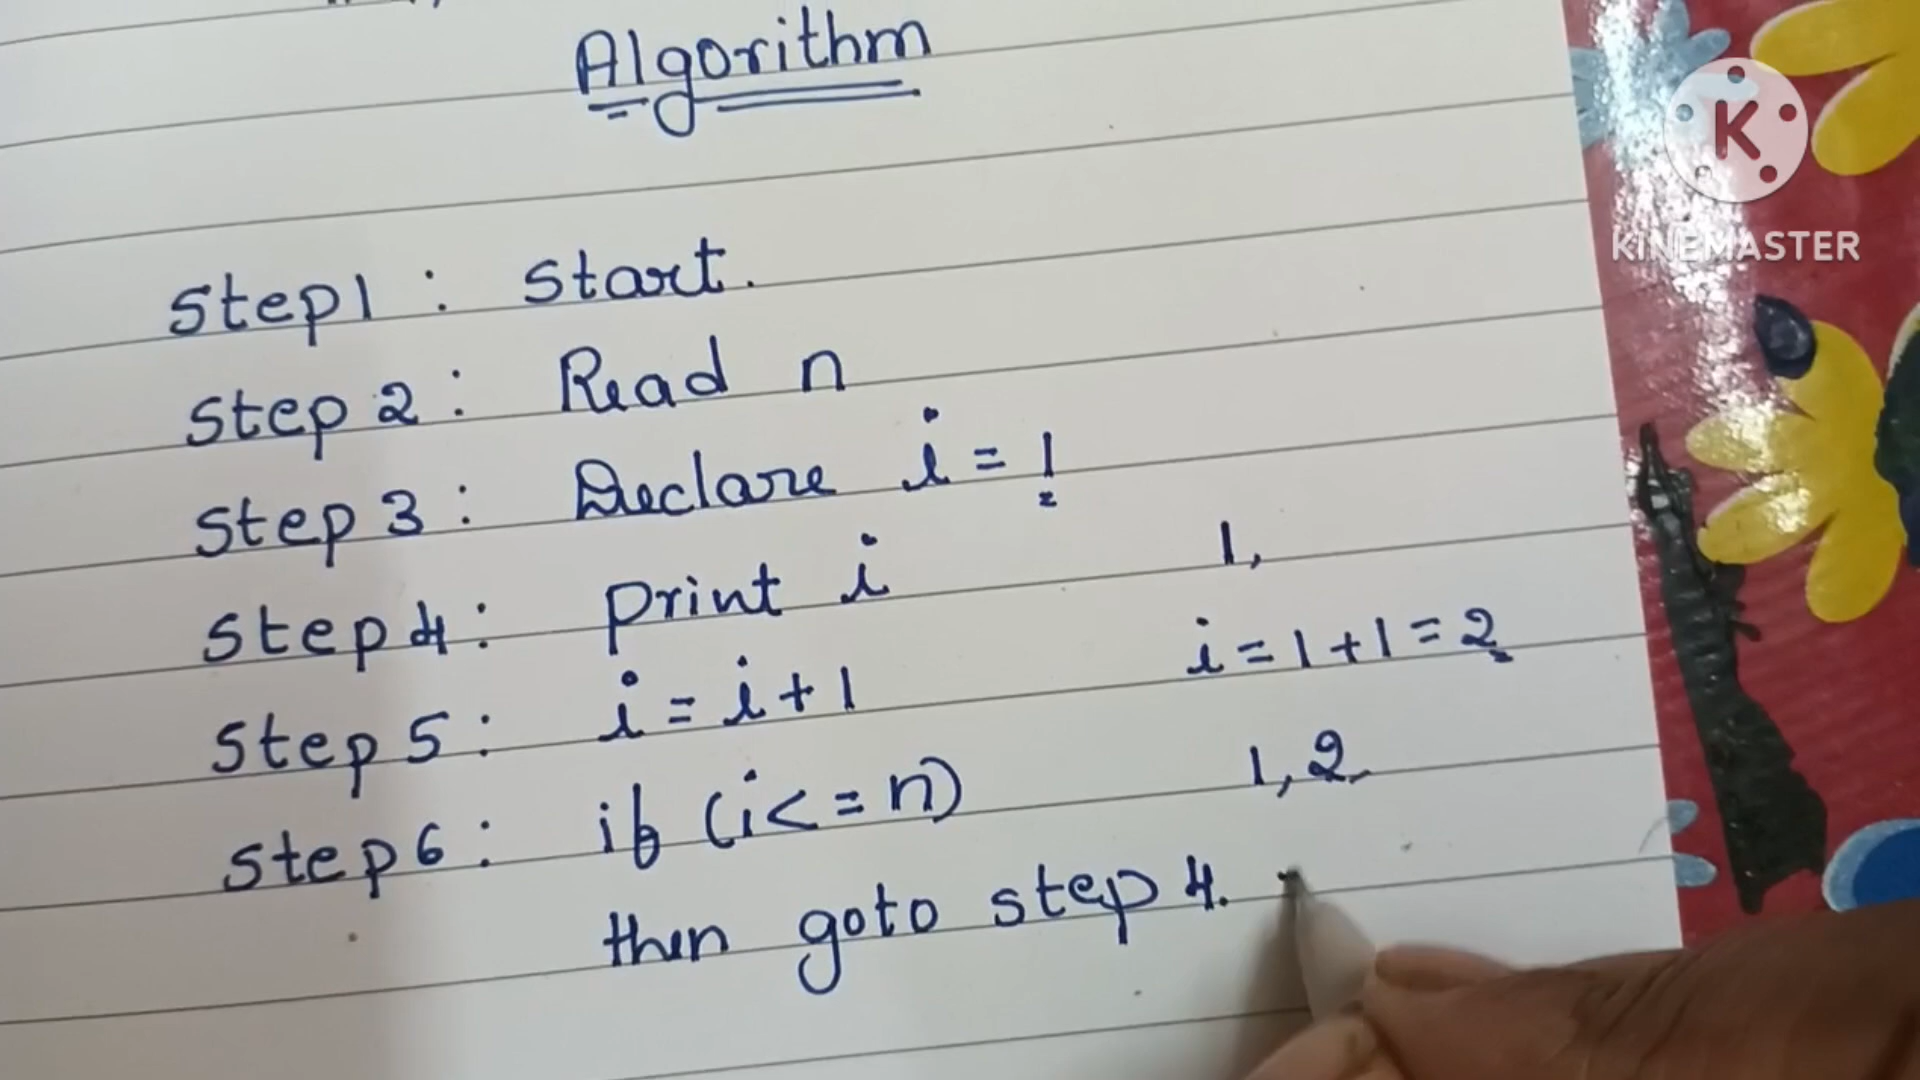 Algorithm
Step1 : Start.
Step 2 : Read n
Step 3 : Declare i = 1
Step 4 : Print i
1,
Step 5 : i = i + 1
i = 1 + 1 = 2
Step 6 : if (i <= n)
1, 2,
then goto step 4.
K
KINEMASTER